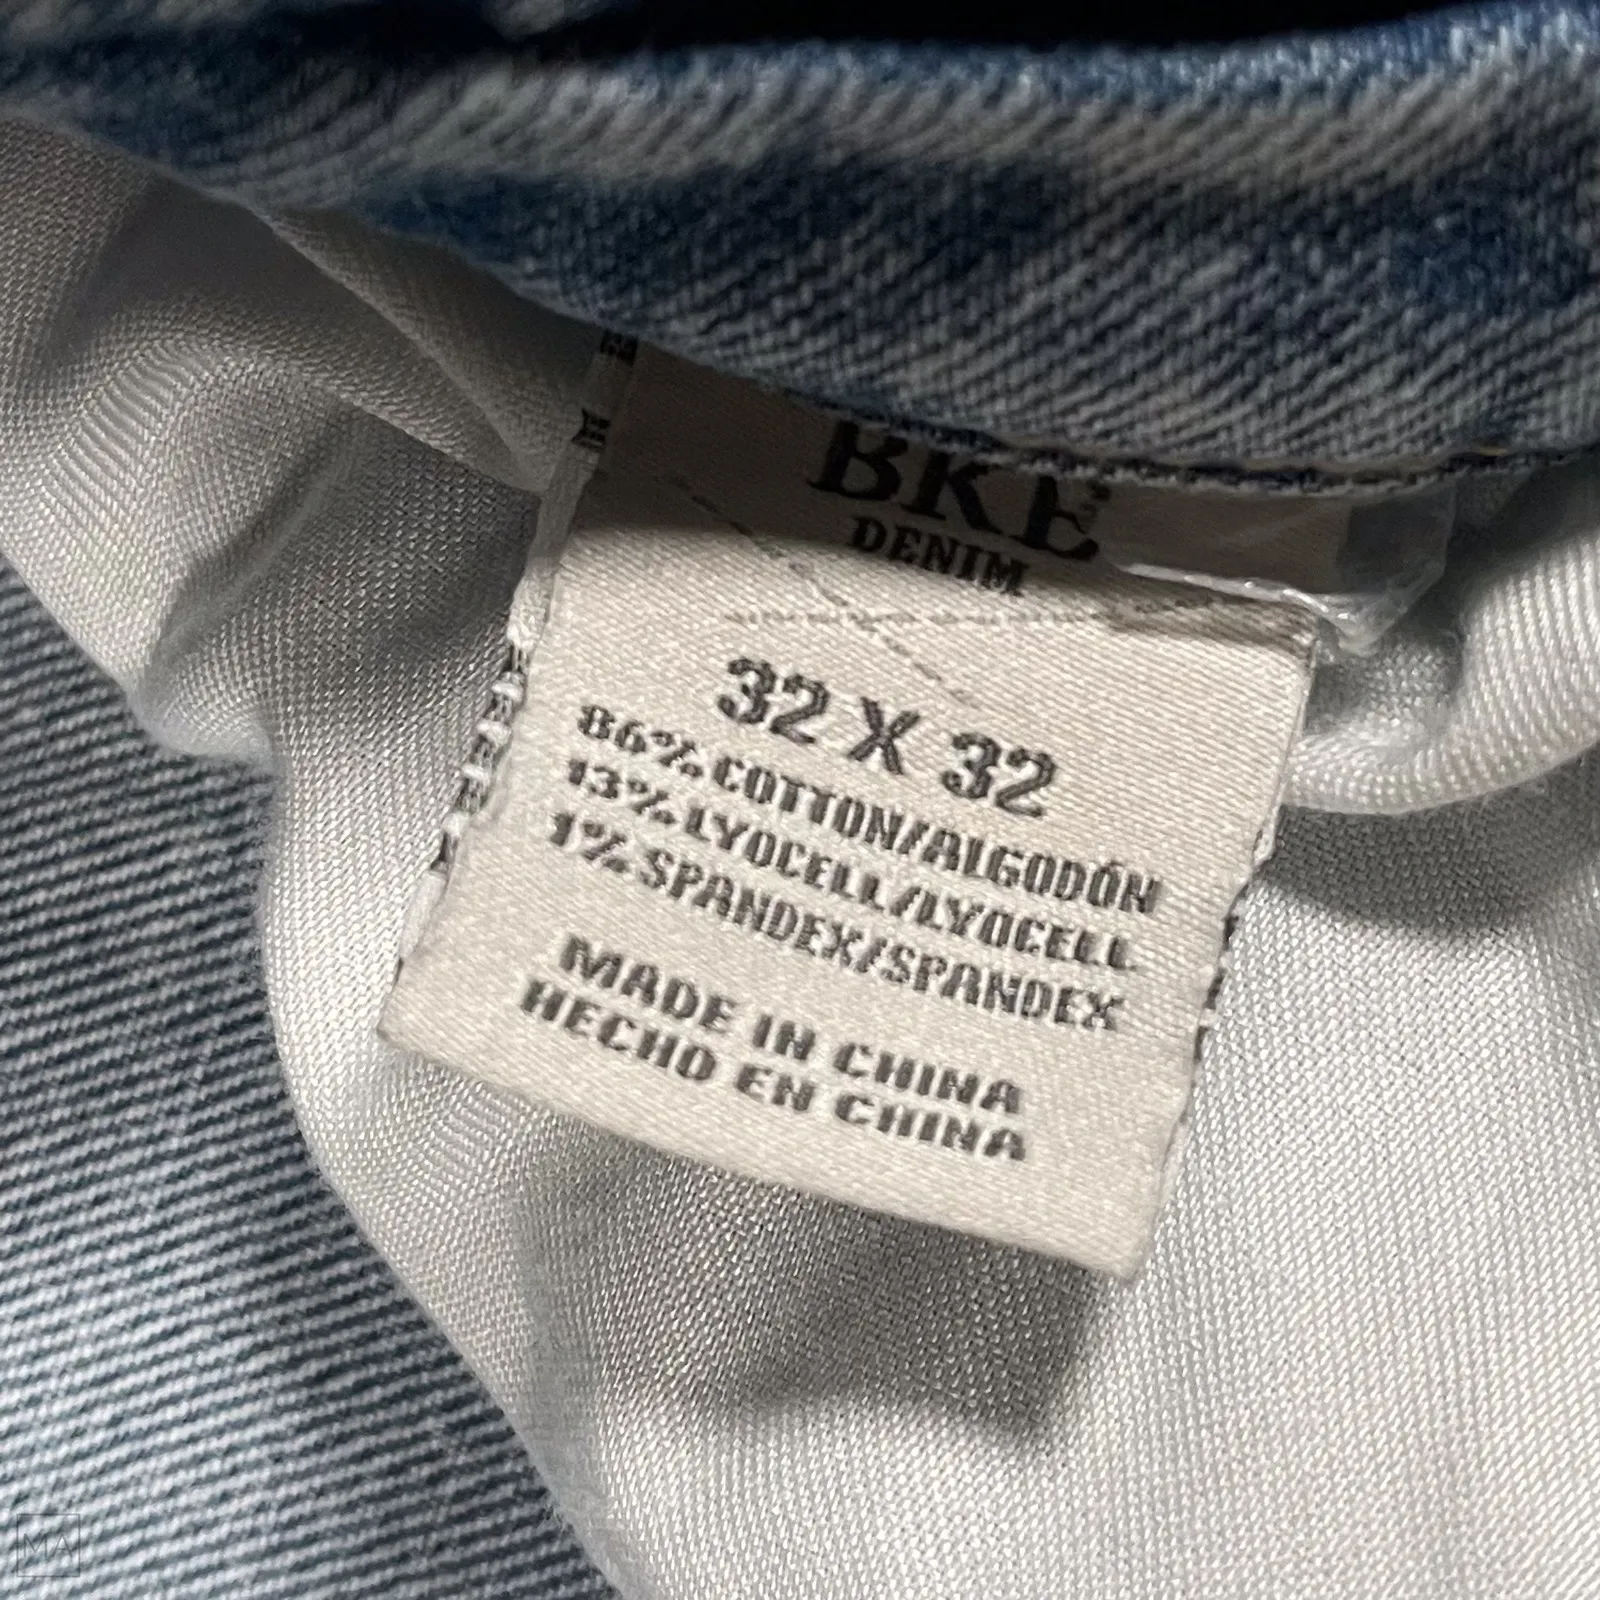 BKE
DENIM
32 X 32
86% COTTON/ALGODÓN
13% LYOCELL/LYOCELL
1% SPANDEX/SPANDEX
MADE IN CHINA
HECHO EN CHINA
MA